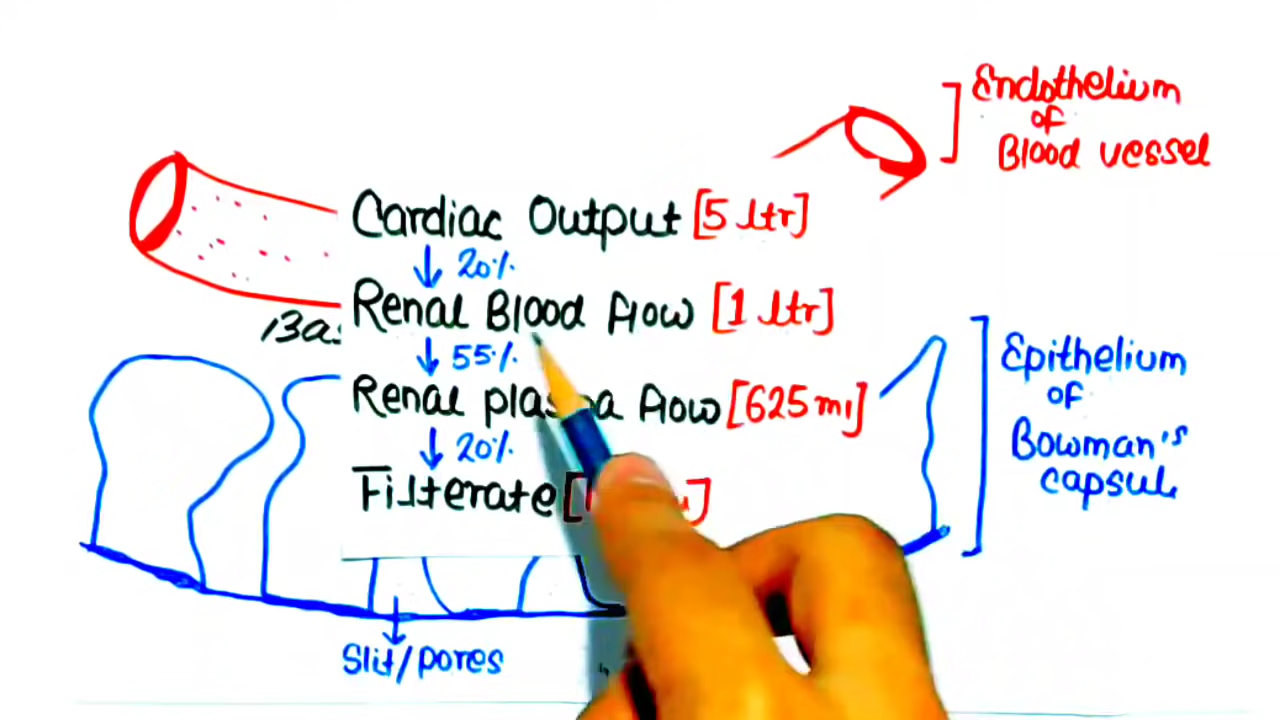 Endothelium
of
Blood vessel
Cardiac Output [5 ltr]
20%
Renal Blood flow [1 ltr]
55%
Renal flow [625 ml]
20%
Filterate
Epithelium
of
Bowman's
capsule
Slit/pores